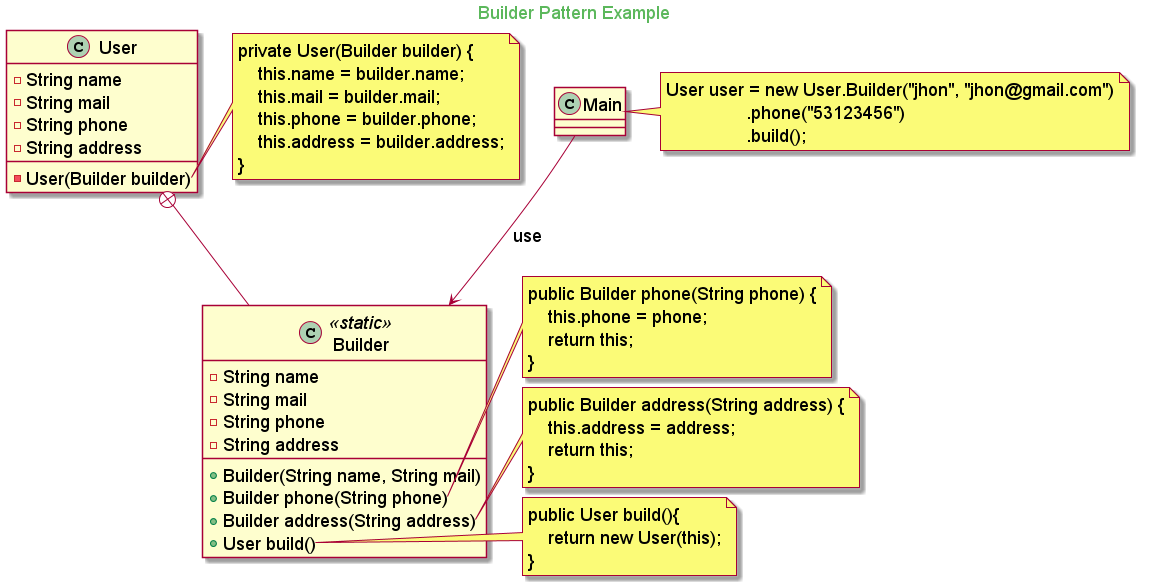 Builder Pattern Example
C User
String name
String mail
String phone
String address
User(Builder builder)
private User(Builder builder) {
this.name = builder.name;
this.mail = builder.mail;
this.phone = builder.phone;
this.address = builder.address;
}
C Main
User user = new User.Builder("jhon", "jhon@gmail.com")
.phone("53123456")
.build();
use
C «static»
Builder
String name
String mail
String phone
String address
Builder(String name, String mail)
Builder phone(String phone)
Builder address(String address)
User build()
public Builder phone(String phone) {
this.phone = phone;
return this;
}
public Builder address(String address) {
this.address = address;
return this;
}
public User build(){
return new User(this);
}